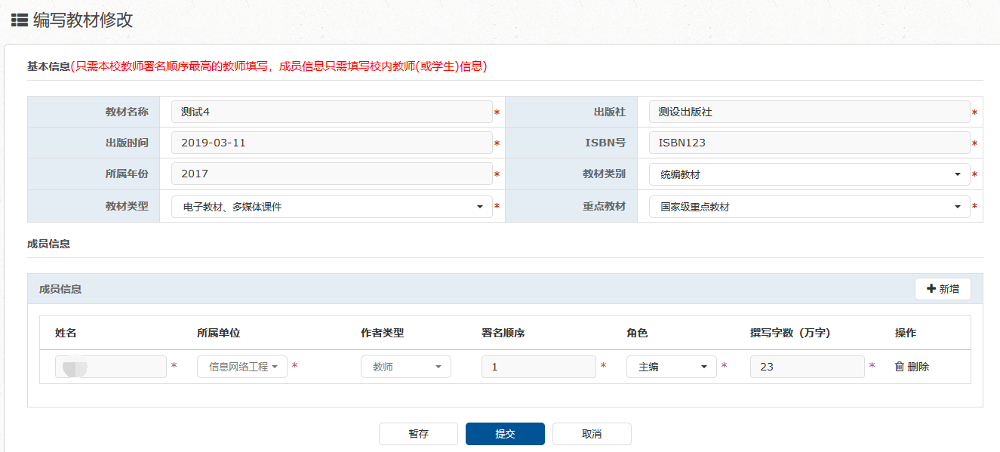 编写教材修改
基本信息(只需本校教师署名顺序最高的教师填写，成员信息只需填写校内教师(或学生)信息)
教材名称 测试4 * 出版社 测设出版社 *
出版时间 2019-03-11 * ISBN号 ISBN123 *
所属年份 2017 * 教材类别 统编教材 *
教材类型 电子教材、多媒体课件 * 重点教材 国家级重点教材 *
成员信息
成员信息 新增
姓名 所属单位 作者类型 署名顺序 角色 撰写字数（万字） 操作
* 信息网络工程 * 教师 1 * 主编 * 23 * 删除
暂存 提交 取消